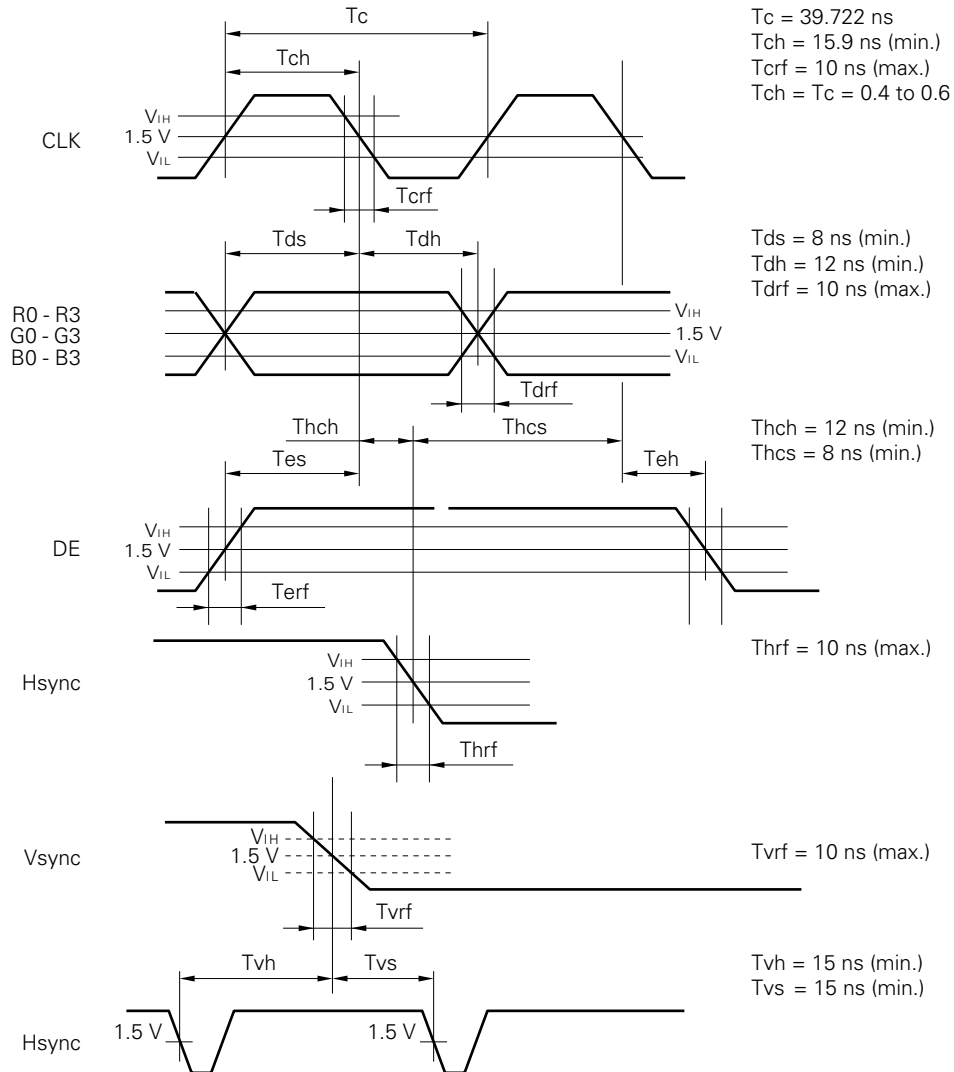 Tc
Tch
VIH
1.5 V
VIL
CLK
Tcrf
Tc = 39.722 ns
Tch = 15.9 ns (min.)
Tcrf = 10 ns (max.)
Tch = Tc = 0.4 to 0.6
Tds
Tdh
R0 - R3
G0 - G3
B0 - B3
VIH
1.5 V
VIL
Tdrf
Tds = 8 ns (min.)
Tdh = 12 ns (min.)
Tdrf = 10 ns (max.)
Thch
Thcs
Thch = 12 ns (min.)
Thcs = 8 ns (min.)
Tes
Teh
VIH
1.5 V
VIL
DE
Terf
VIH
1.5 V
VIL
Hsync
Thrf
Thrf = 10 ns (max.)
VIH
1.5 V
VIL
Vsync
Tvrf
Tvrf = 10 ns (max.)
Tvh
Tvs
Tvh = 15 ns (min.)
Tvs = 15 ns (min.)
1.5 V
1.5 V
Hsync